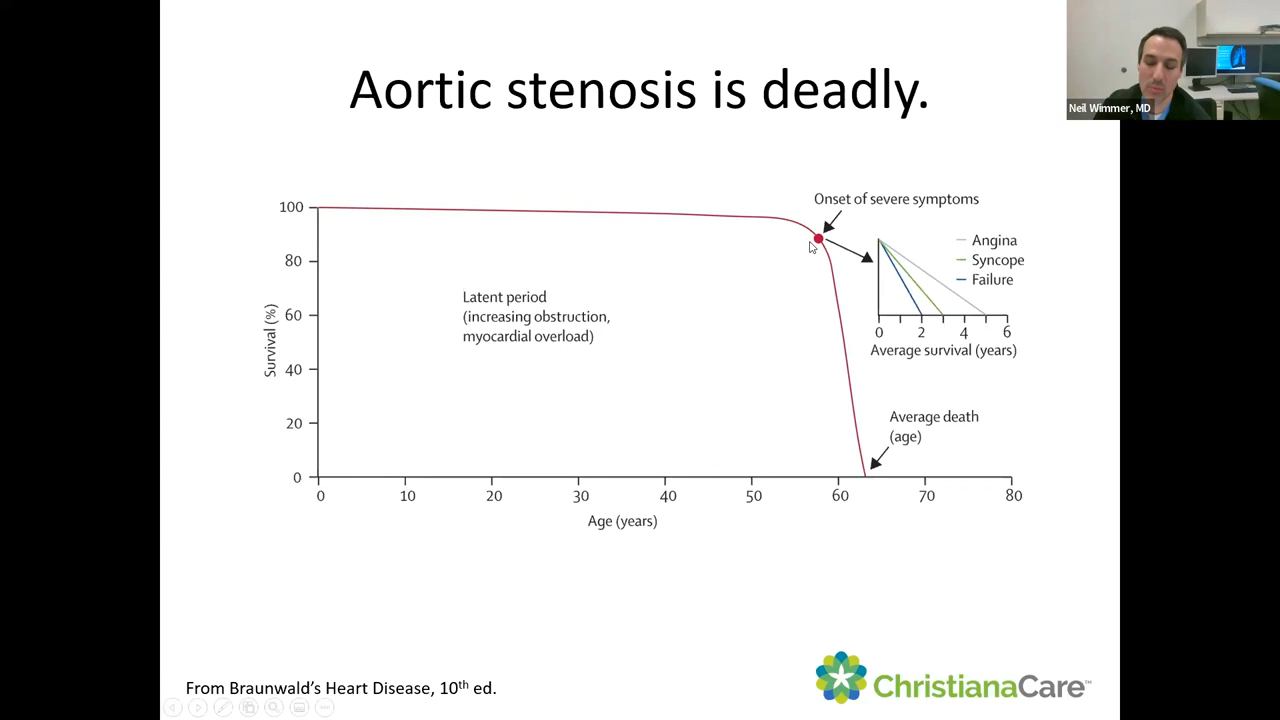 Aortic stenosis is deadly.
Neil Wimmer, MD
Onset of severe symptoms
100
80
60
40
20
0
Survival (%)
Latent period
(increasing obstruction,
myocardial overload)
Angina
Syncope
Failure
0 2 4 6
Average survival (years)
Average death
(age)
0 10 20 30 40 50 60 70 80
Age (years)
From Braunwald’s Heart Disease, 10th ed.
ChristianaCare™